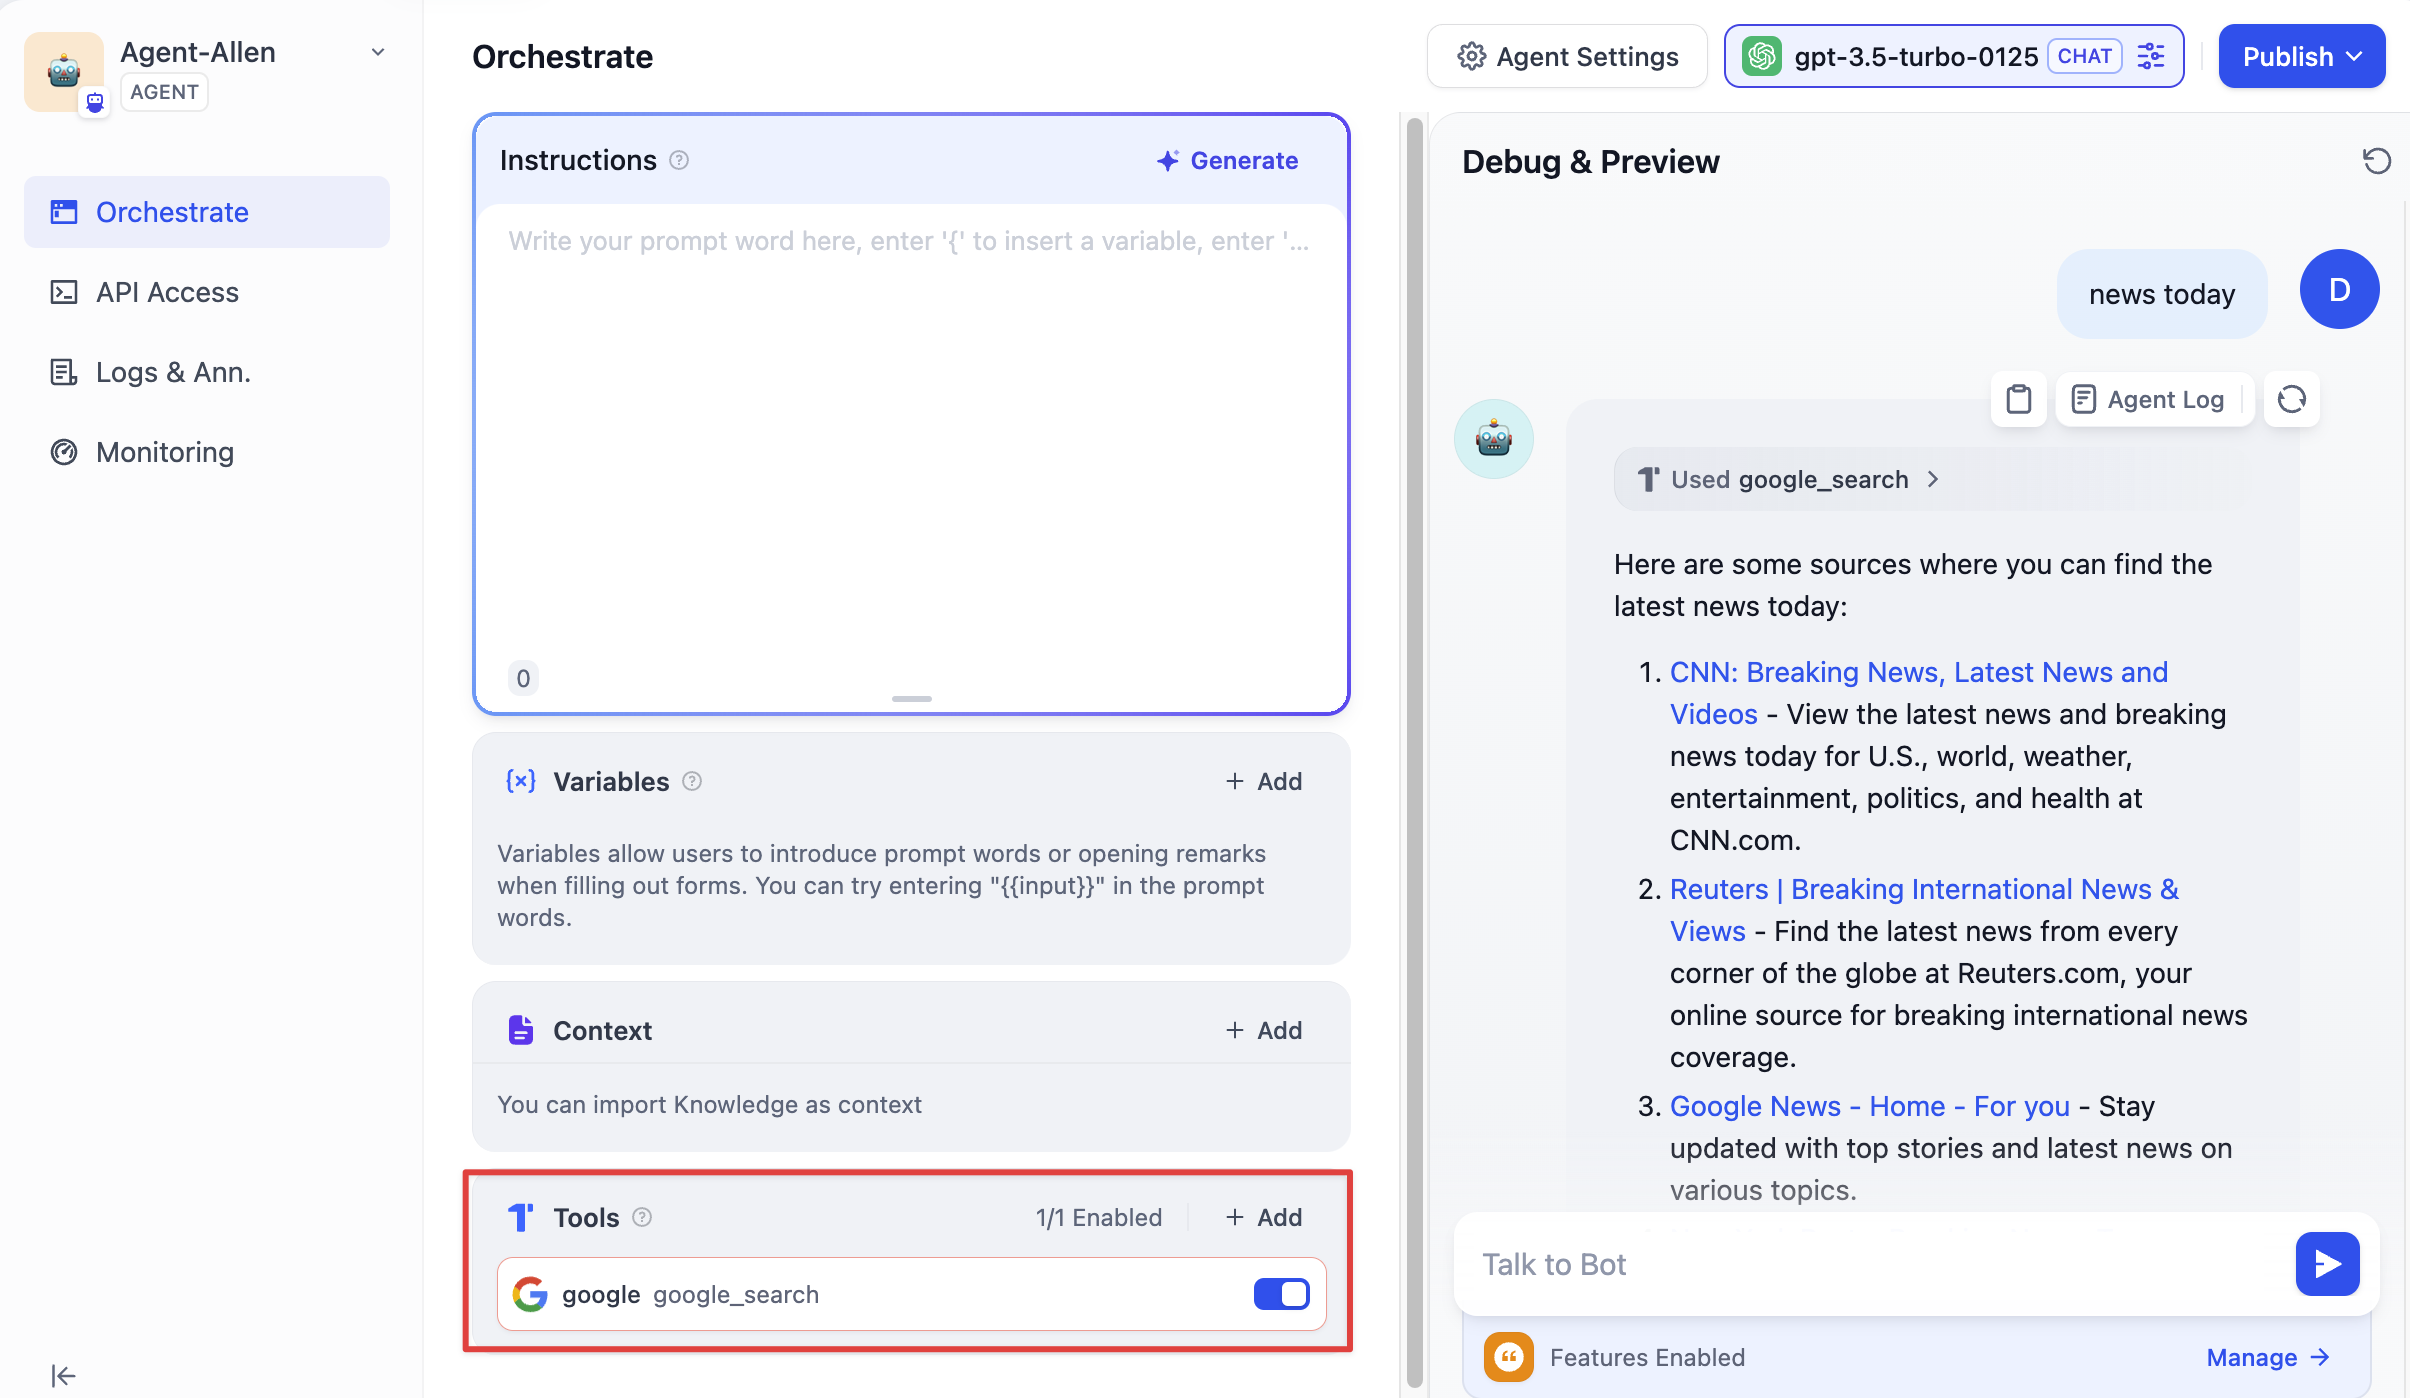 Agent-Allen
AGENT
Orchestrate
API Access
Logs & Ann.
Monitoring
Orchestrate
Agent Settings
gpt-3.5-turbo-0125 CHAT
Publish
Instructions
Generate
Write your prompt word here, enter '{' to insert a variable, enter '...
0
Variables
+ Add
Variables allow users to introduce prompt words or opening remarks
when filling out forms. You can try entering "{{input}}" in the prompt
words.
Context
+ Add
You can import Knowledge as context
Tools
1/1 Enabled
+ Add
google google_search
Debug & Preview
news today
D
Agent Log
Used google_search
Here are some sources where you can find the
latest news today:
1. CNN: Breaking News, Latest News and
Videos - View the latest news and breaking
news today for U.S., world, weather,
entertainment, politics, and health at
CNN.com.
2. Reuters | Breaking International News &
Views - Find the latest news from every
corner of the globe at Reuters.com, your
online source for breaking international news
coverage.
3. Google News - Home - For you - Stay
updated with top stories and latest news on
various topics.
Talk to Bot
Features Enabled
Manage